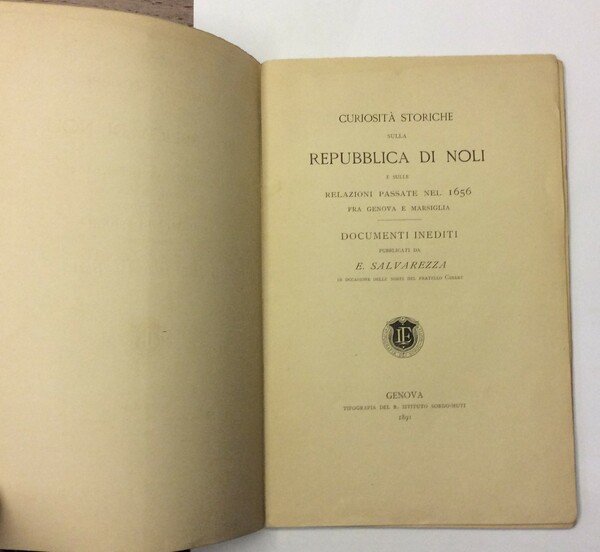 CURIOSITÀ STORICHE
SULLA
REPUBBLICA DI NOLI
E SULLE
RELAZIONI PASSATE NEL 1656
FRA GENOVA E MARSIGLIA
DOCUMENTI INEDITI
PUBBLICATI DA
E. SALVAREZZA
IN OCCASIONE DELLE NOZZE DEL FRATELLO CESARE
GENOVA
TIPOGRAFIA DEL R. ISTITUTO SORDO-MUTI
1891